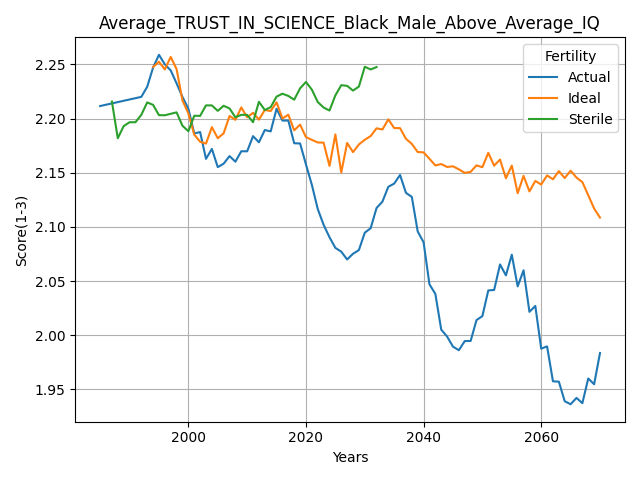 Average_TRUST_IN_SCIENCE_Black_Male_Above_Average_IQ
Fertility
Actual
Ideal
Sterile
Score(1-3)
2.25
2.20
2.15
2.10
2.05
2.00
1.95
2000
2020
2040
2060
Years